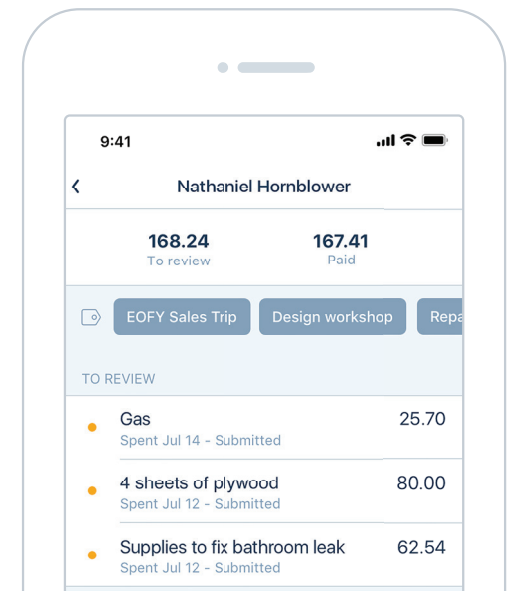 9:41
Nathaniel Hornblower
168.24 167.41
To review Paid
EOFY Sales Trip Design workshop Repa
TO REVIEW
Gas 25.70
Spent Jul 14 - Submitted
4 sheets of plywood 80.00
Spent Jul 12 - Submitted
Supplies to fix bathroom leak 62.54
Spent Jul 12 - Submitted